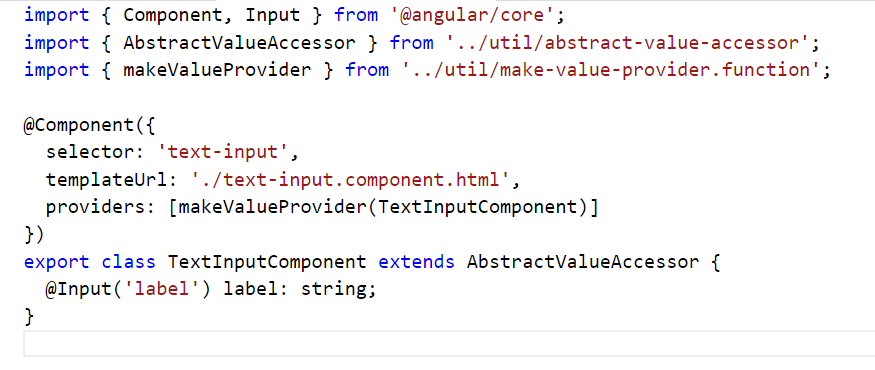 import { Component, Input } from '@angular/core';
import { AbstractValueAccessor } from '../util/abstract-value-accessor';
import { makeValueProvider } from '../util/make-value-provider.function';

@Component({
  selector: 'text-input',
  templateUrl: './text-input.component.html',
  providers: [makeValueProvider(TextInputComponent)]
})
export class TextInputComponent extends AbstractValueAccessor {
  @Input('label') label: string;
}